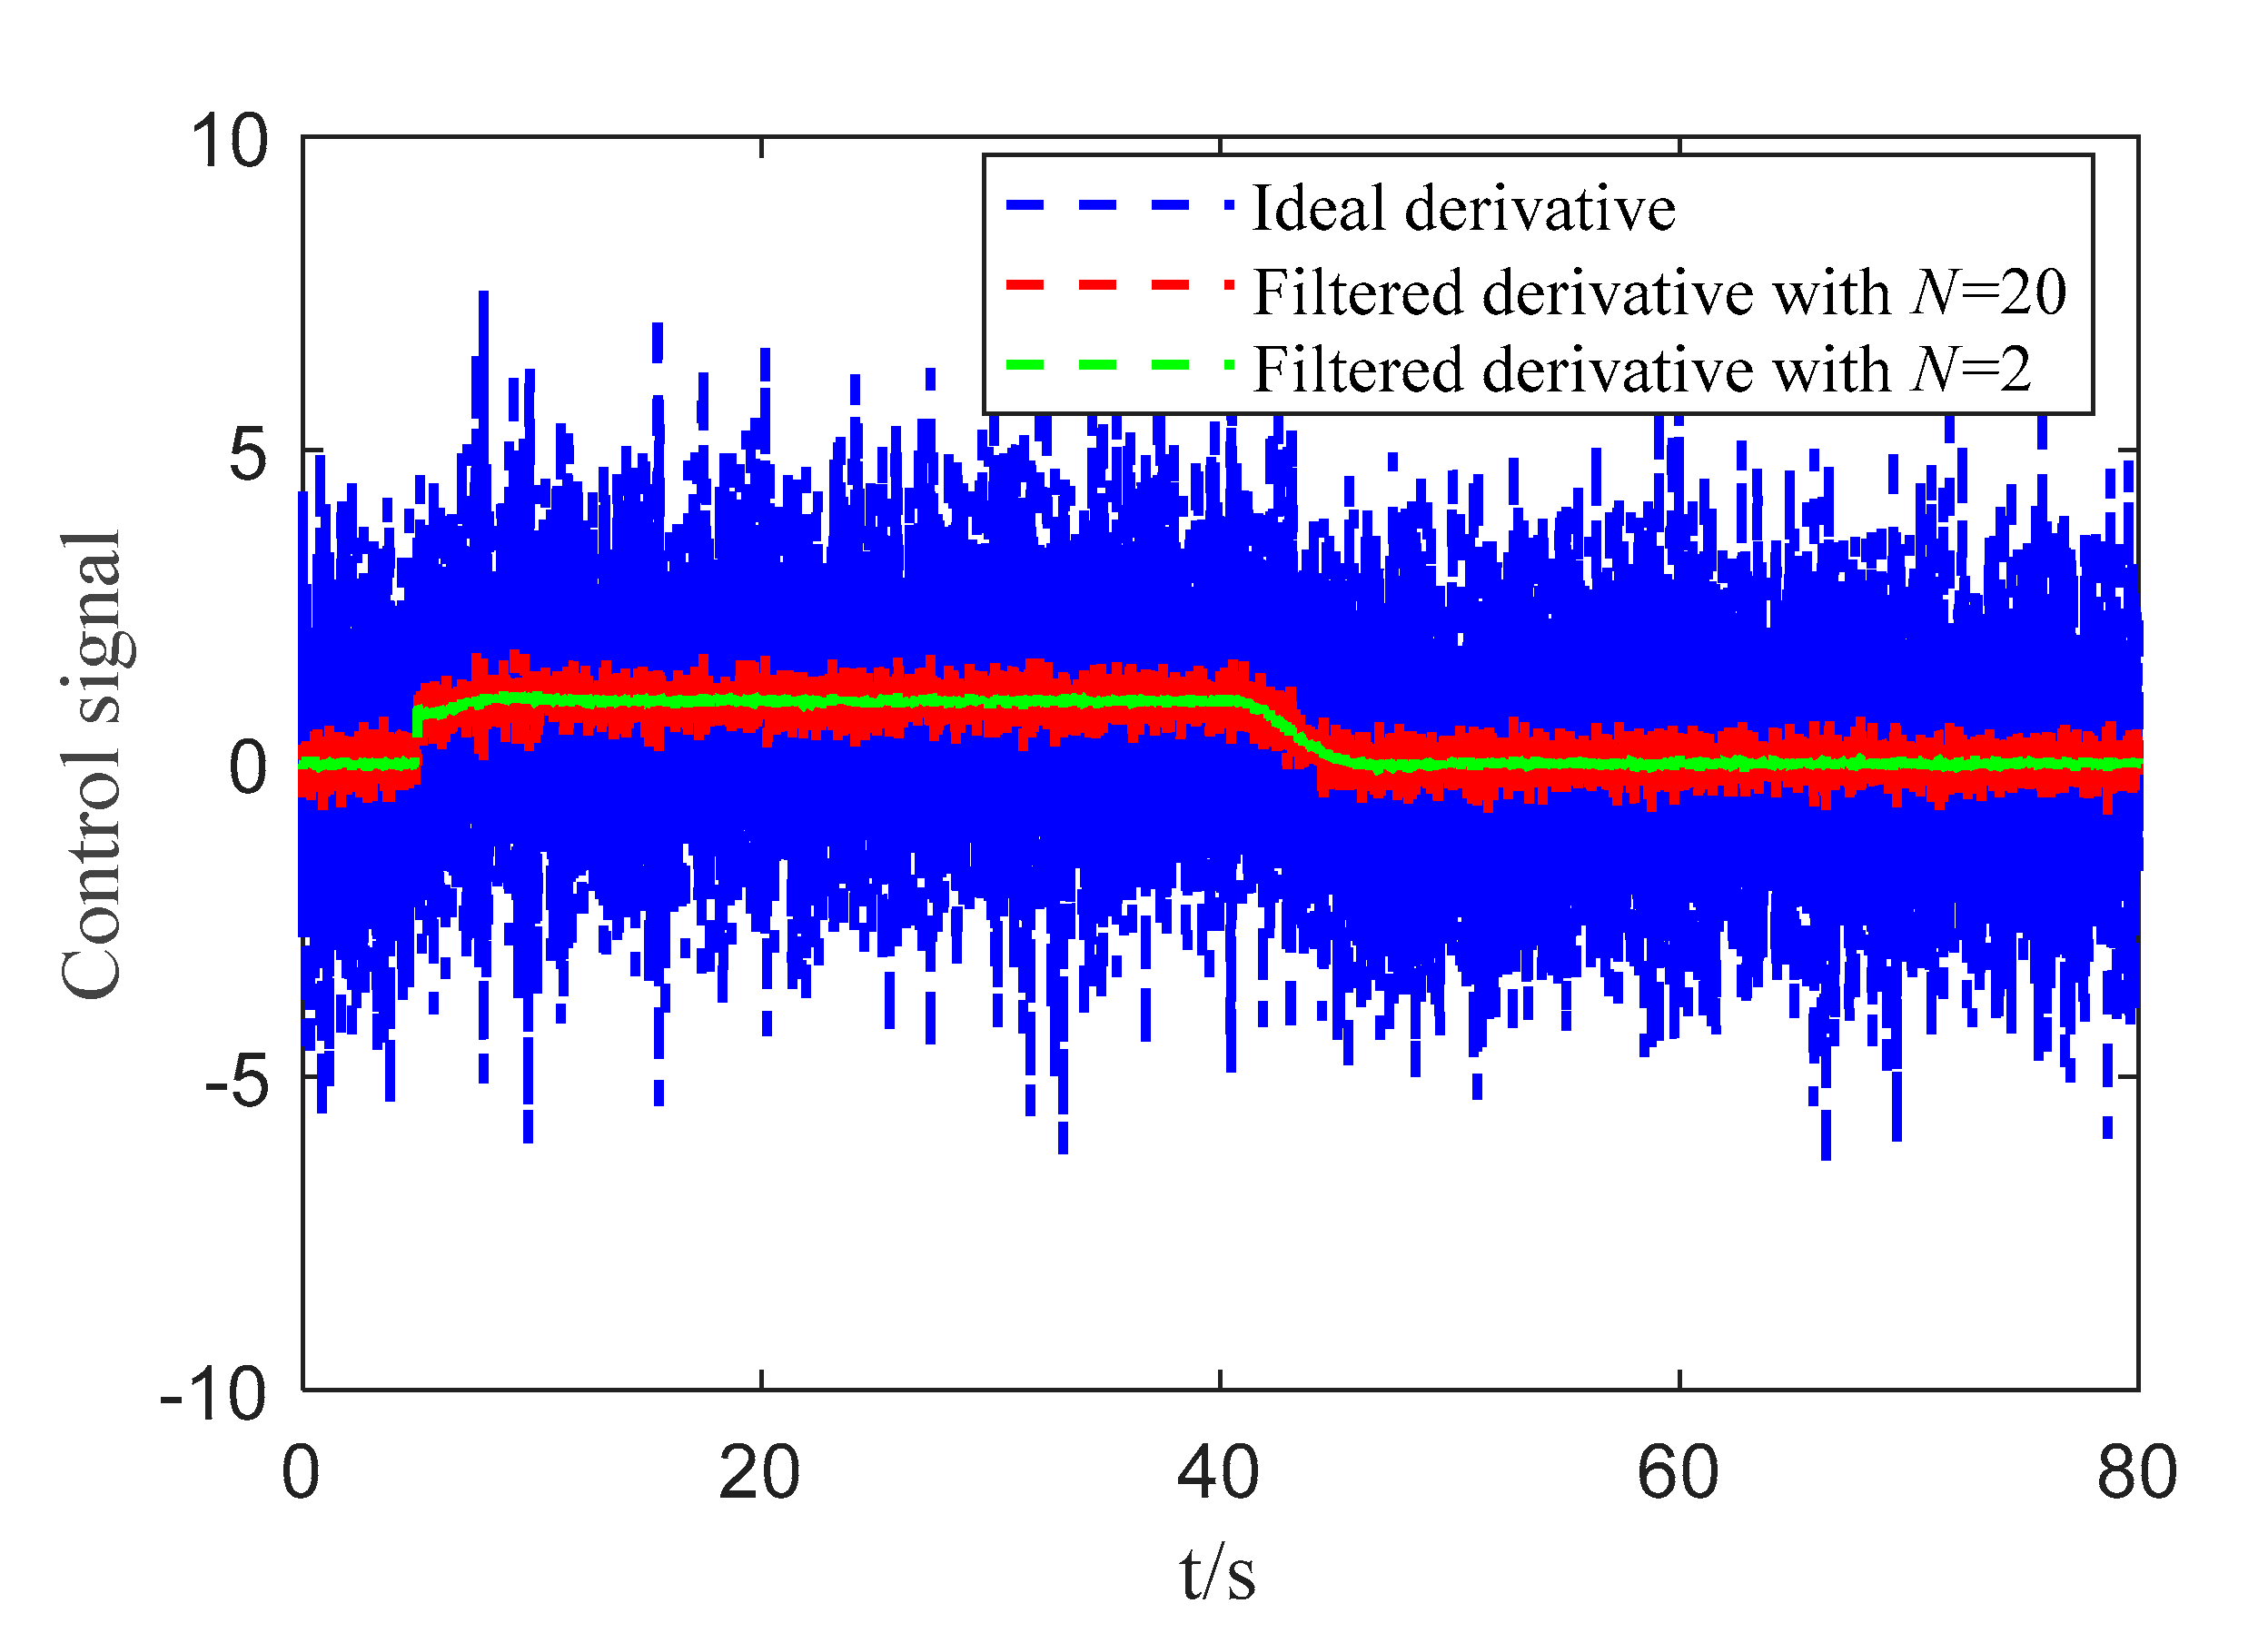 10
Ideal derivative
Filtered derivative with N=20
Filtered derivative with N=2
5
Control signal
0
-5
-10
0 20 40 60 80
t/s